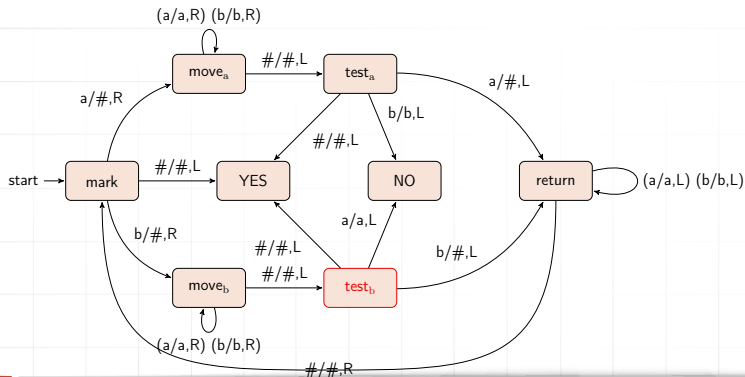 (a/a,R) (b/b,R)
move_a
#/#,L
test_a
a/#,L
a/#,R
b/b,L
#/#,L
start
mark
#/#,L
YES
NO
return
(a/a,L) (b/b,L)
a/a,L
b/#,R
#/#,L
b/#,L
#/#,L
move_b
test_b
(a/a,R) (b/b,R)
#/#,R